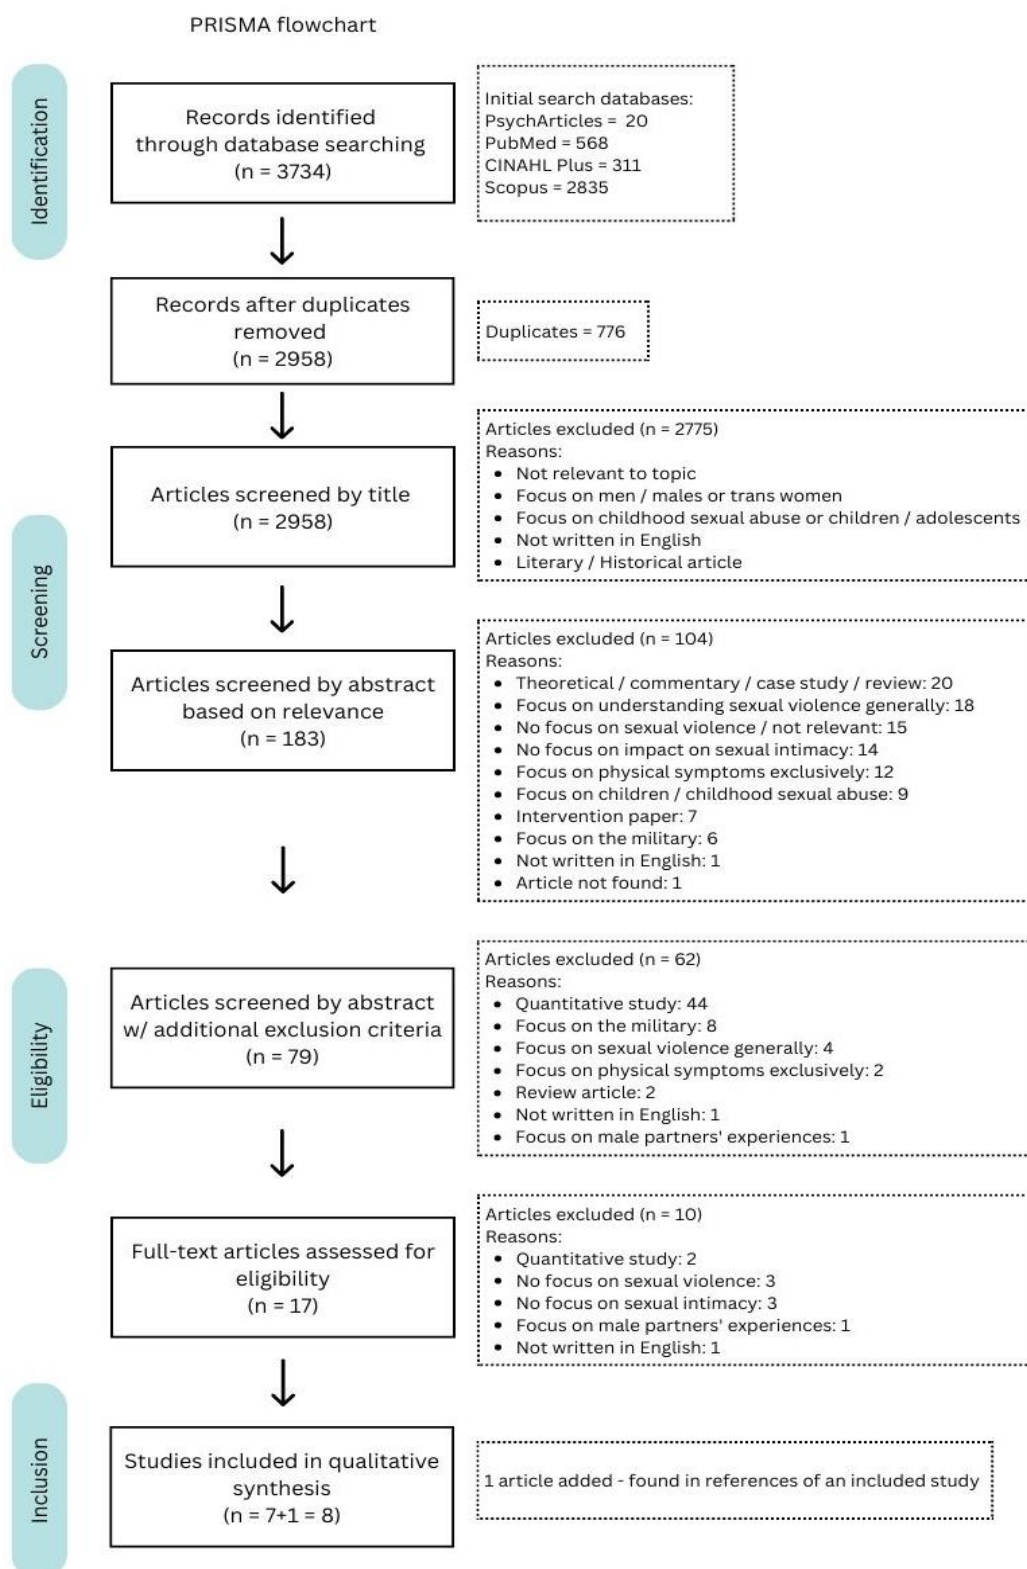 PRISMA flowchart
Identification
Records identified
through database searching
(n = 3734)
Initial search databases:
PsychArticles =  20
PubMed = 568
CINAHL Plus = 311
Scopus = 2835
Records after duplicates
removed
(n = 2958)
Duplicates = 776
Screening
Articles screened by title
(n = 2958)
Articles excluded (n = 2775)
Reasons:
• Not relevant to topic
• Focus on men / males or trans women
• Focus on childhood sexual abuse or children / adolescents
• Not written in English
• Literary / Historical article
Articles screened by abstract
based on relevance
(n = 183)
Articles excluded (n = 104)
Reasons:
• Theoretical / commentary / case study / review: 20
• Focus on understanding sexual violence generally: 18
• No focus on sexual violence / not relevant: 15
• No focus on impact on sexual intimacy: 14
• Focus on physical symptoms exclusively: 12
• Focus on children / childhood sexual abuse: 9
• Intervention paper: 7
• Focus on the military: 6
• Not written in English: 1
• Article not found: 1
Eligibility
Articles screened by abstract
w/ additional exclusion criteria
(n = 79)
Articles excluded (n = 62)
Reasons:
• Quantitative study: 44
• Focus on the military: 8
• Focus on sexual violence generally: 4
• Focus on physical symptoms exclusively: 2
• Review article: 2
• Not written in English: 1
• Focus on male partners' experiences: 1
Full-text articles assessed for
eligibility
(n = 17)
Articles excluded (n = 10)
Reasons:
• Quantitative study: 2
• No focus on sexual violence: 3
• No focus on sexual intimacy: 3
• Focus on male partners' experiences: 1
• Not written in English: 1
Inclusion
Studies included in qualitative
synthesis
(n = 7+1 = 8)
1 article added - found in references of an included study